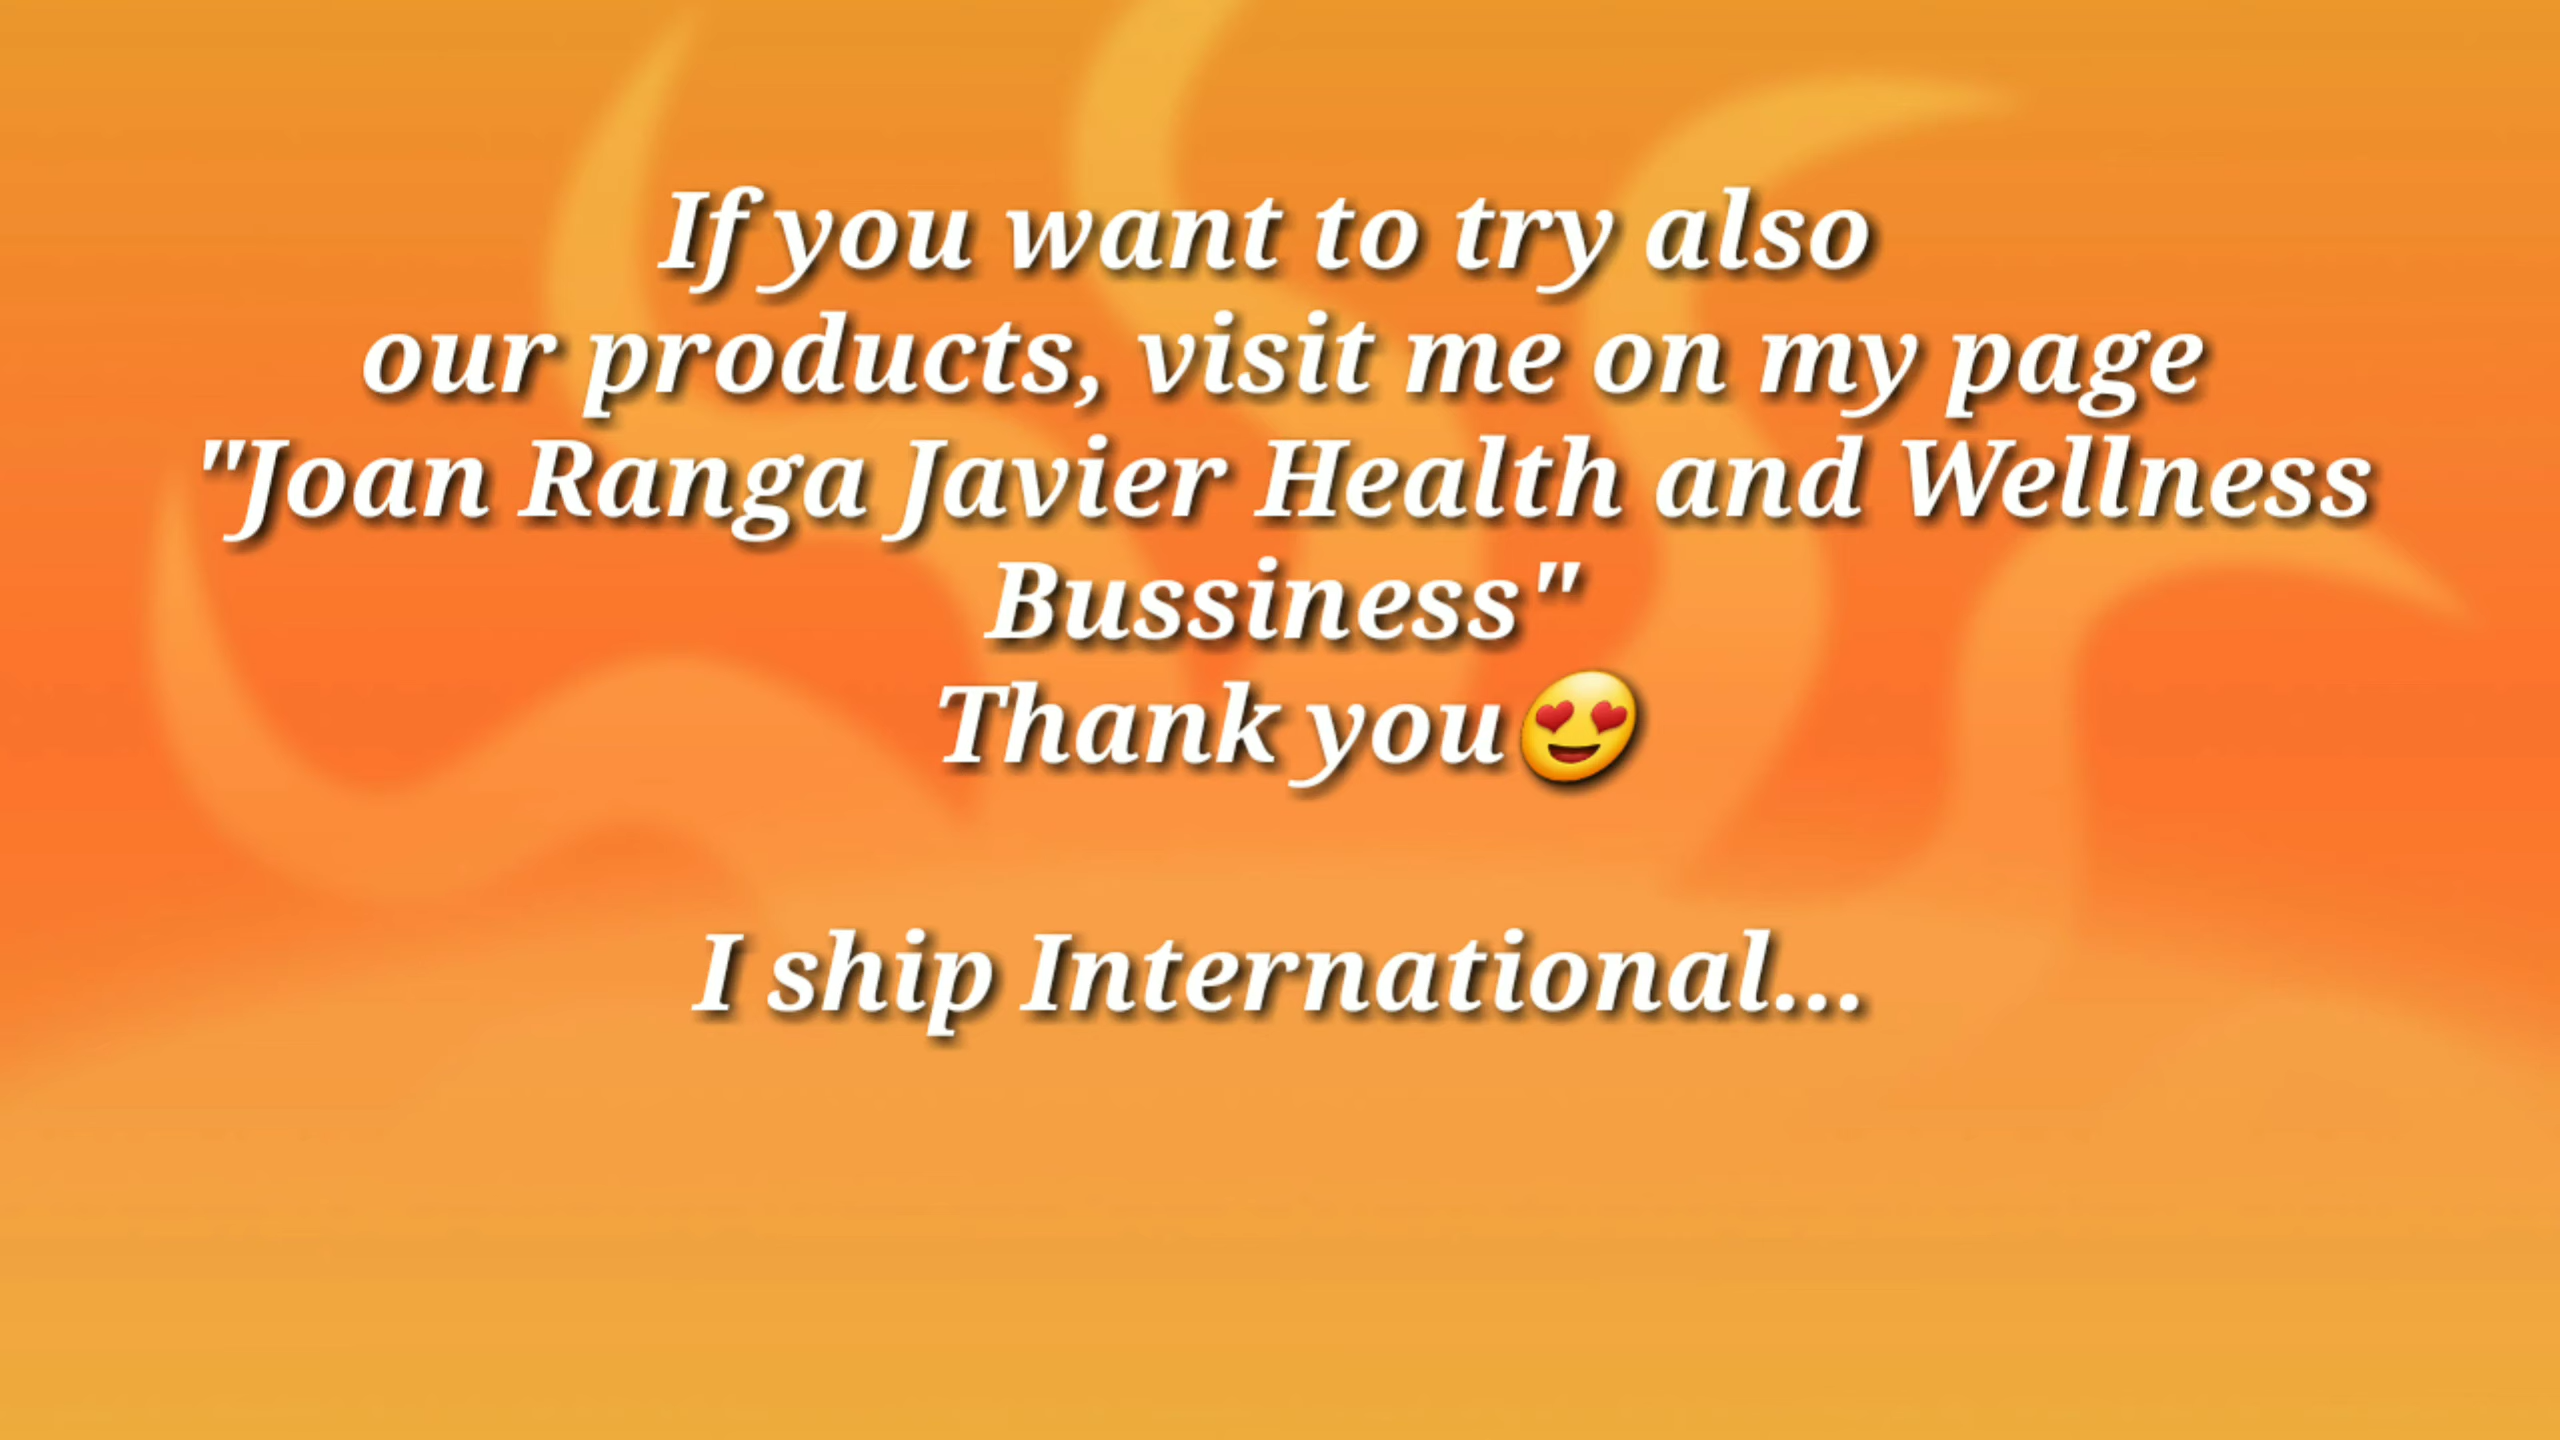 If you want to try also
our products, visit me on my page
"Joan Ranga Javier Health and Wellness
Bussiness"
Thank you😍
I ship International...